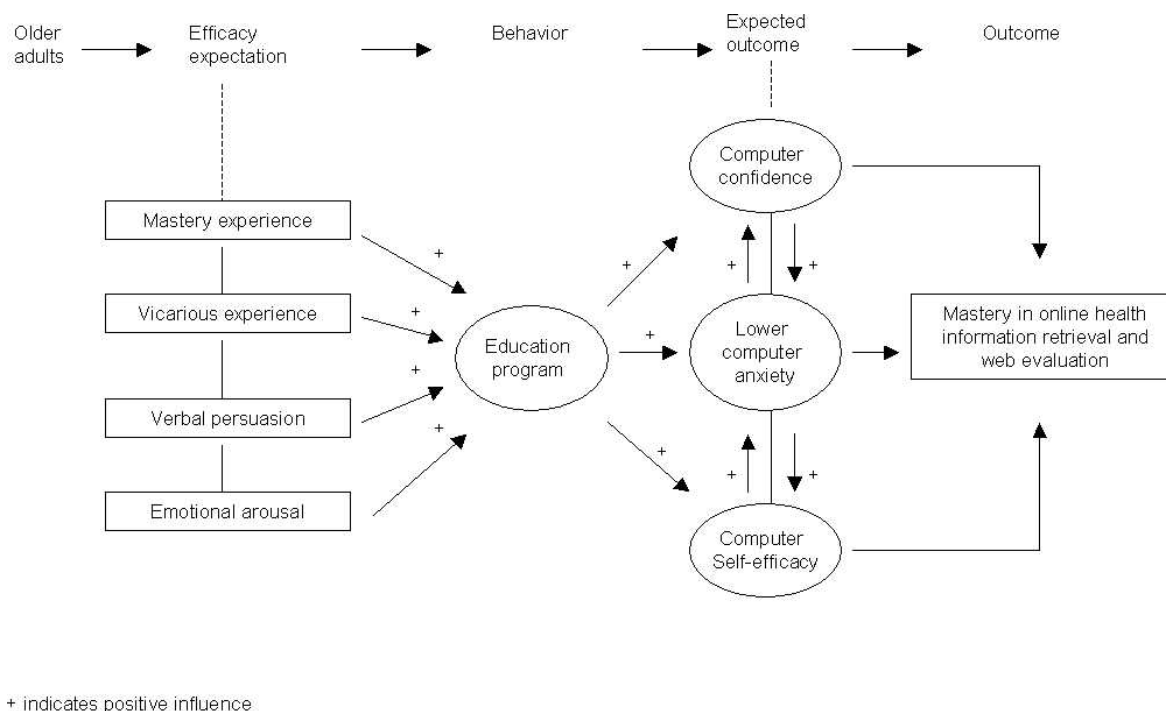 Older
adults
Efficacy
expectation
Behavior
Expected
outcome
Outcome
Computer
confidence
Mastery experience
+
+
+
+
Vicarious experience
+
Lower
computer
anxiety
Mastery in online health
information retrieval and
web evaluation
Education
program
+
+
Verbal persuasion
+
+
+
+
Emotional arousal
Computer
Self-efficacy
+ indicates positive influence